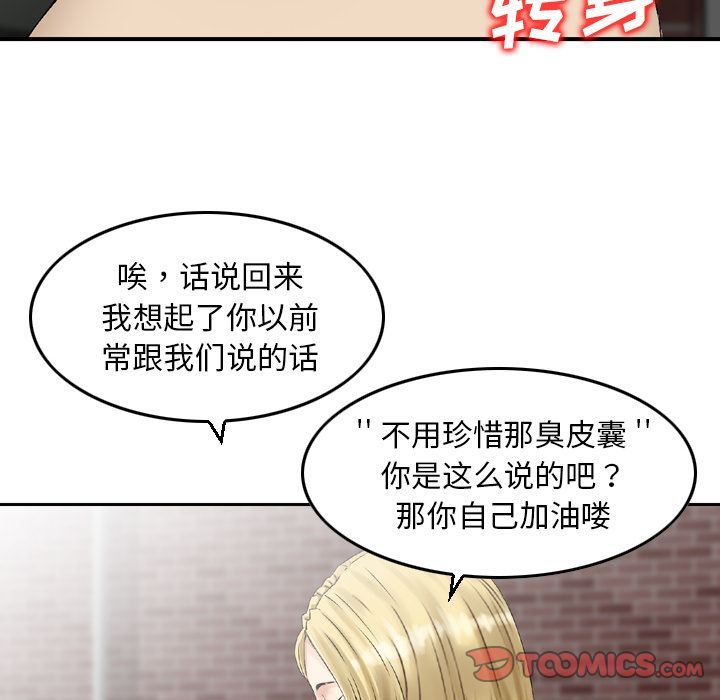 转身
唉，话说回来
我想起了你以前
常跟我们说的话
"不用珍惜那臭皮囊"
你是这么说的吧？
那你自己加油喽
TOOMICS.COM